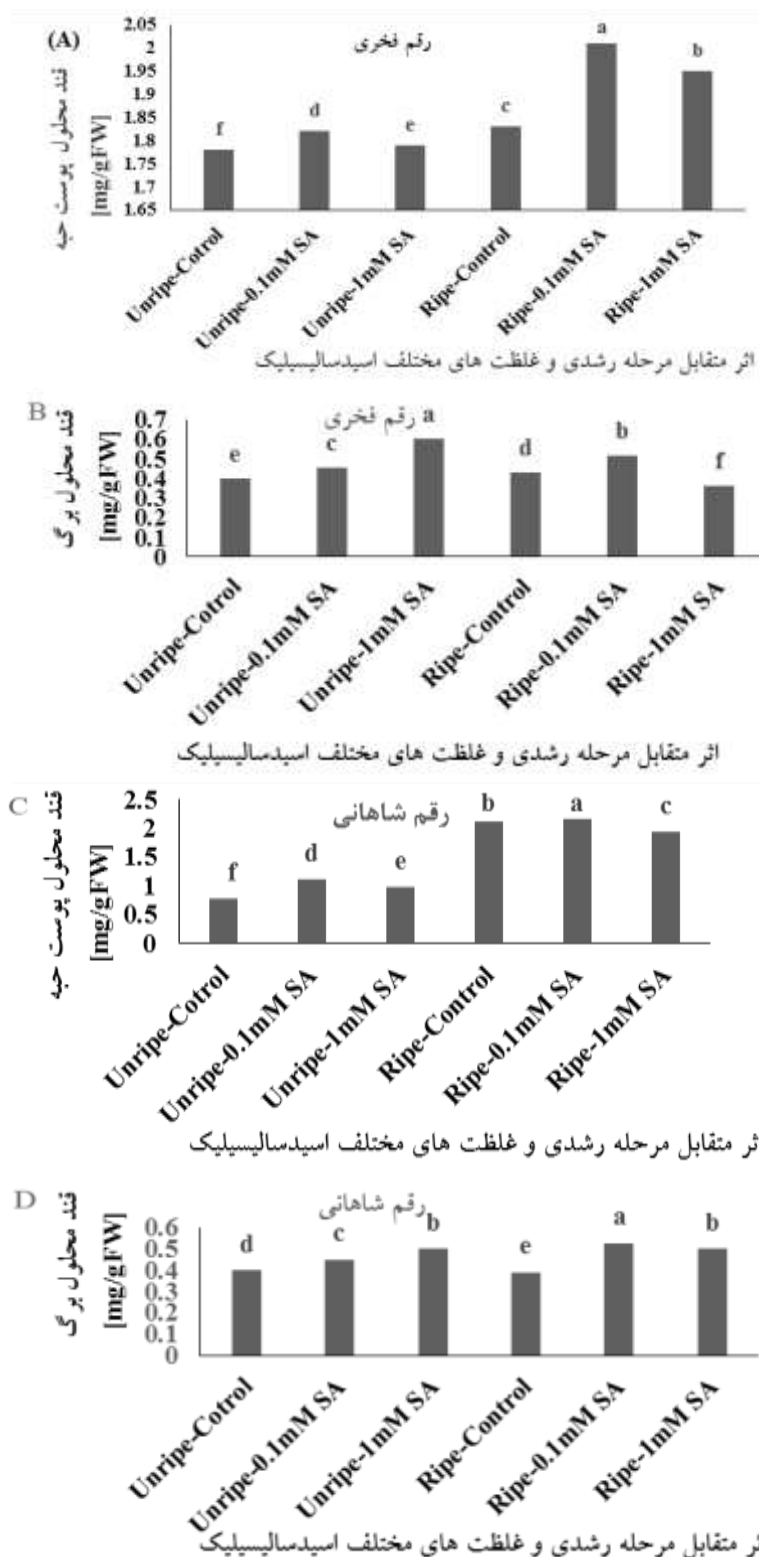 (A)
رقم فخری
قند محلول پوست حبه
[mg/gFW]
2.05
2
1.95
1.9
1.85
1.8
1.75
1.7
1.65
f
d
e
c
a
b
Unripe-Cotrol
Unripe-0.1mM SA
Unripe-1mM SA
Ripe-Control
Ripe-0.1mM SA
Ripe-1mM SA
اثر متقابل مرحله رشدی و غلظت های مختلف اسیدسالیسیلیک
B
رقم فخری
قند محلول برگ
[mg/gFW]
0.7
0.6
0.5
0.4
0.3
0.2
0.1
0
e
c
a
d
b
f
Unripe-Cotrol
Unripe-0.1mM SA
Unripe-1mM SA
Ripe-Control
Ripe-0.1mM SA
Ripe-1mM SA
اثر متقابل مرحله رشدی و غلظت های مختلف اسیدسالیسیلیک
C
رقم شاهانی
قند محلول پوست حبه
[mg/gFW]
2.5
2
1.5
1
0.5
0
f
d
e
b
a
c
Unripe-Cotrol
Unripe-0.1mM SA
Unripe-1mM SA
Ripe-Control
Ripe-0.1mM SA
Ripe-1mM SA
ثر متقابل مرحله رشدی و غلظت های مختلف اسیدسالیسیلیک
D
رقم شاهانی
قند محلول برگ
[mg/gFW]
0.6
0.5
0.4
0.3
0.2
0.1
0
d
c
b
e
a
b
Unripe-Cotrol
Unripe-0.1mM SA
Unripe-1mM SA
Ripe-Control
Ripe-0.1mM SA
Ripe-1mM SA
ثر متقابل مرحله رشدی و غلظت های مختلف اسیدسالیسیلیک